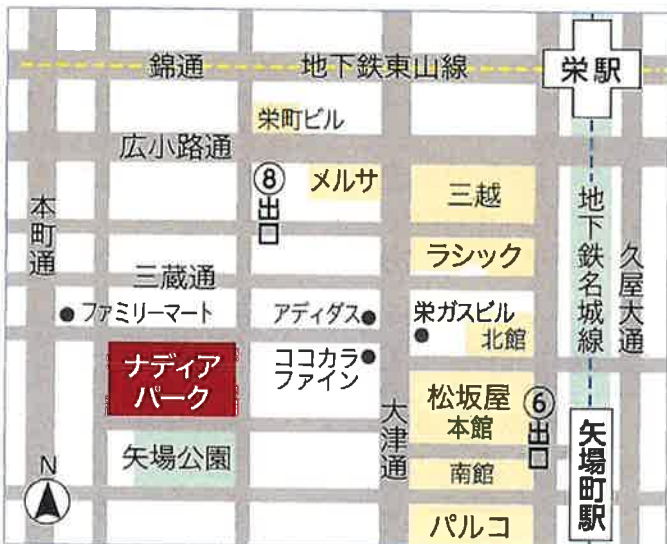 錦通
地下鉄東山線
栄駅
栄町ビル
広小路通
⑧出口
メルサ
三越
本町通
地下鉄名城線
久屋大通
ラシック
三蔵通
ファミリーマート
アディダス
栄ガスビル
北館
ナディア
パーク
ココカラ
ファイン
大津通
松坂屋
本館
⑥出口
矢場町駅
矢場公園
南館
N
パルコ